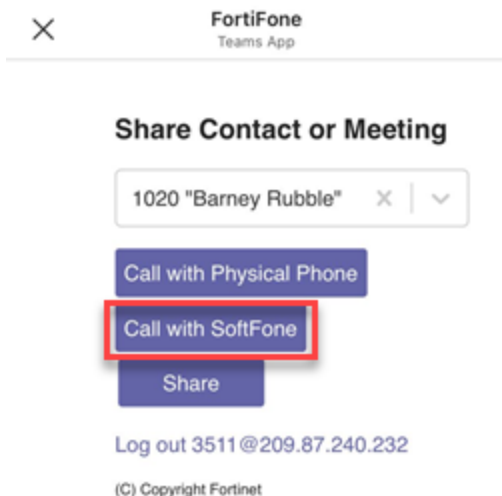 FortiFone
Teams App
Share Contact or Meeting
1020 "Barney Rubble"
Call with Physical Phone
Call with SoftFone
Share
Log out 3511@209.87.240.232
(C) Copyright Fortinet